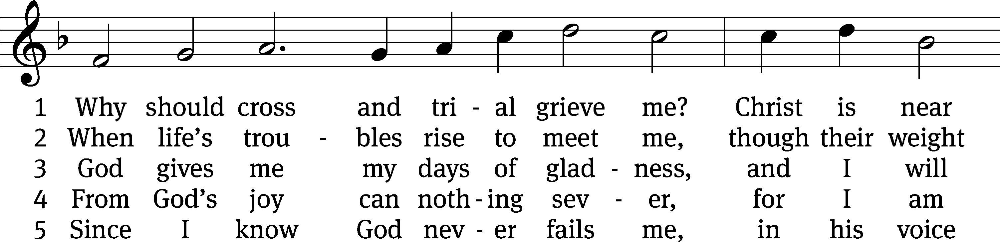 1 Why should cross and tri - al grieve me? Christ is near
2 When life’s trou - bles rise to meet me, though their weight
3 God gives me my days of glad - ness, and I will
4 From God’s joy can noth - ing sev - er, for I am
5 Since I know God nev - er fails me, in his voice